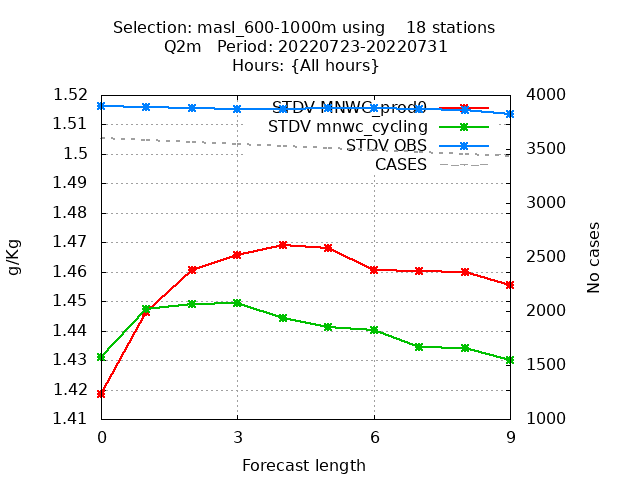 Selection: masl_600-1000m using    18 stations
Q2m   Period: 20220723-20220731
Hours: {All hours}
STDV MNWC_prod0
STDV mnwc_cycling
STDV OBS
CASES
1.52
1.51
1.5
1.49
1.48
1.47
1.46
1.45
1.44
1.43
1.42
1.41
g/Kg
4000
3500
3000
2500
2000
1500
1000
No cases
0
3
6
9
Forecast length